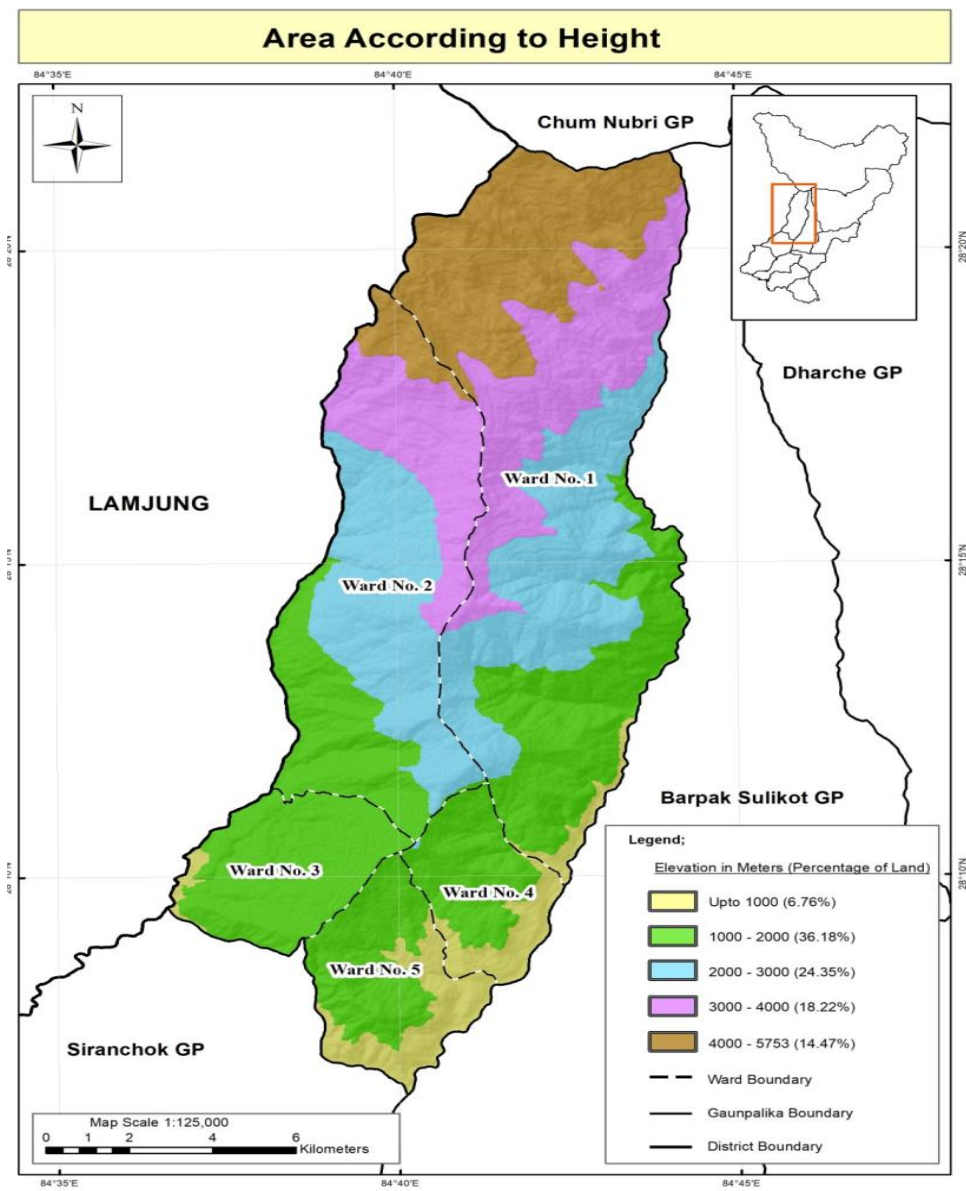 Area According to Height
84°35'E
84°40'E
84°45'E
N
Chum Nubri GP
28°20'N
Dharche GP
Ward No. 1
LAMJUNG
28°15'N
Ward No. 2
Barpak Sulikot GP
Legend;
Elevation in Meters (Percentage of Land)
Upto 1000 (6.76%)
1000 - 2000 (36.18%)
2000 - 3000 (24.35%)
3000 - 4000 (18.22%)
4000 - 5753 (14.47%)
Ward Boundary
Gaunpalika Boundary
District Boundary
Ward No. 3
28°10'N
Ward No. 4
Ward No. 5
Siranchok GP
Map Scale 1:125,000
0 1 2 4 6
Kilometers
84°35'E
84°40'E
84°45'E